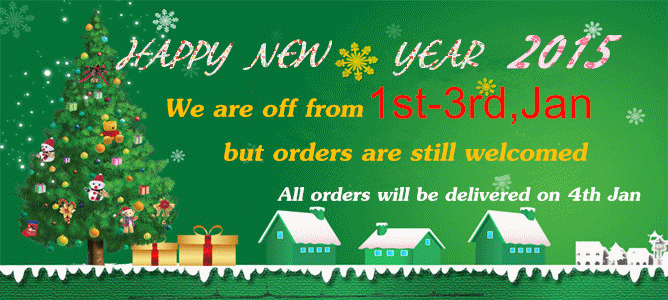 HAPPY NEW YEAR 2015
We are off from 1st-3rd,Jan
but orders are still welcomed
All orders will be delivered on 4th Jan